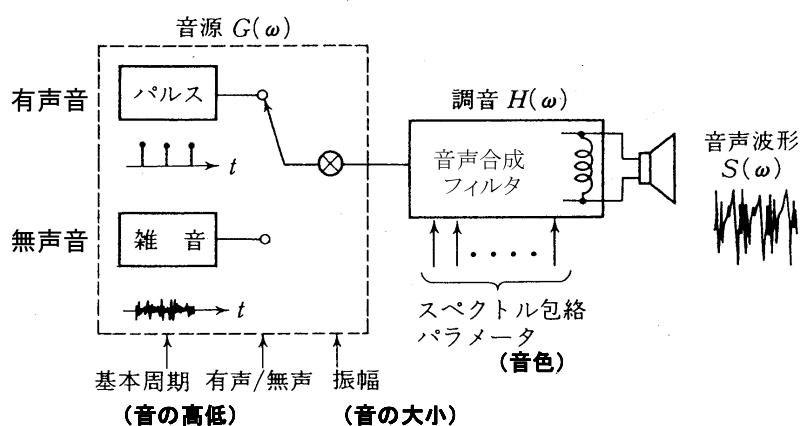 音源 G(ω)
有声音
パルス
t
無声音
雑 音
t
調音 H(ω)
音声合成
フィルタ
音声波形
S(ω)
スペクトル包絡
パラメータ
(音色)
基本周期 有声/無声 振幅
(音の高低) (音の大小)